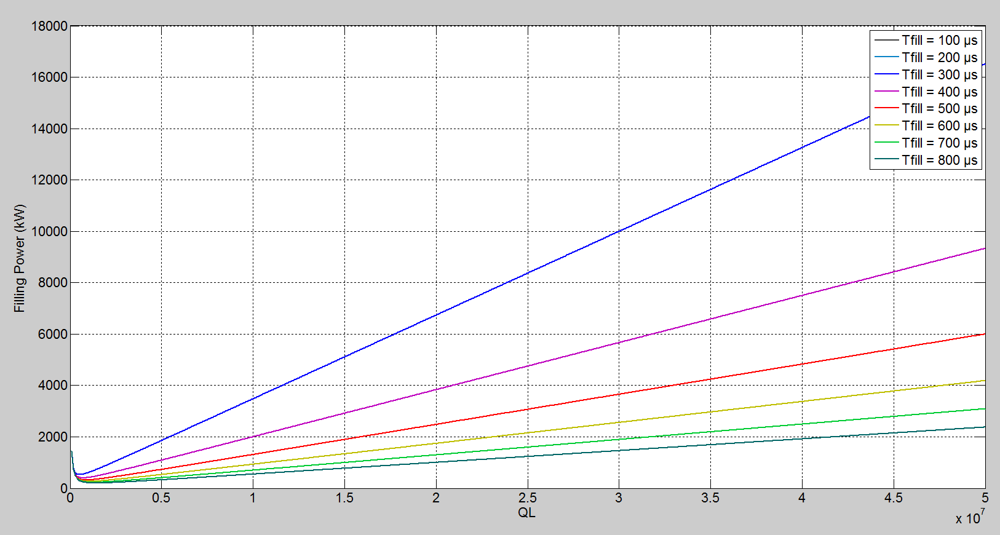 18000
16000
14000
12000
10000
8000
6000
4000
2000
0
Filling Power (kW)
Tfill = 100 µs
Tfill = 200 µs
Tfill = 300 µs
Tfill = 400 µs
Tfill = 500 µs
Tfill = 600 µs
Tfill = 700 µs
Tfill = 800 µs
0 0.5 1 1.5 2 2.5 3 3.5 4 4.5 5
QL
x 10⁷